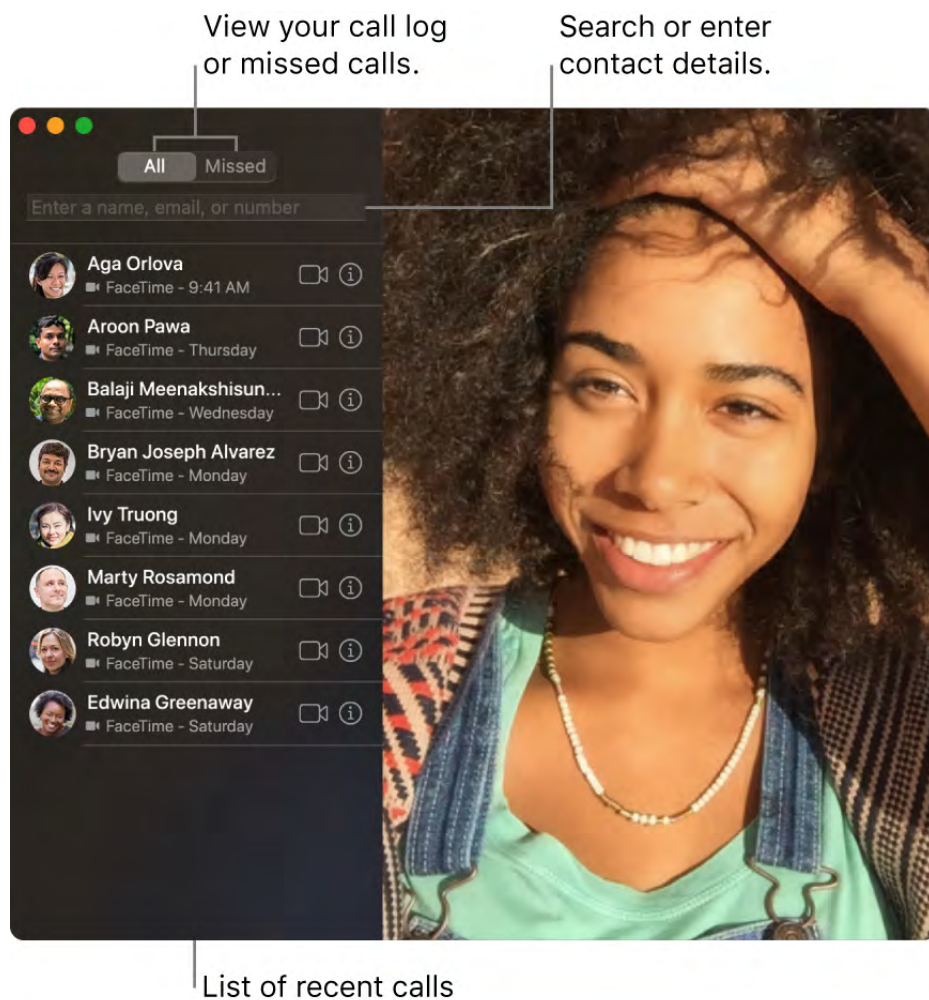 View your call log
or missed calls.
Search or enter
contact details.
All
Missed
Enter a name, email, or number
Aga Orlova
FaceTime - 9:41 AM
Aroon Pawa
FaceTime - Thursday
Balaji Meenakshisun...
FaceTime - Wednesday
Bryan Joseph Alvarez
FaceTime - Monday
Ivy Truong
FaceTime - Monday
Marty Rosamond
FaceTime - Monday
Robyn Glennon
FaceTime - Saturday
Edwina Greenaway
FaceTime - Saturday
List of recent calls